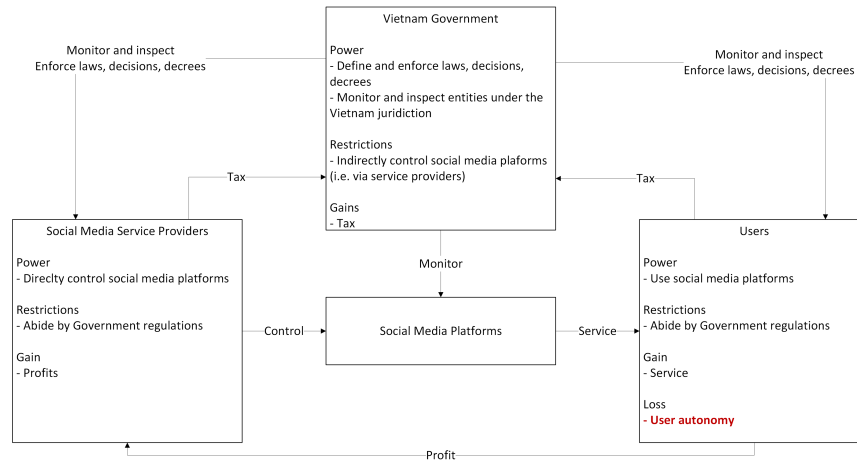 Vietnam Government
Power
- Define and enforce laws, decisions,
decrees
- Monitor and inspect entities under the
Vietnam juridiction
Restrictions
- Indirectly control social media plaforms
(i.e. via service providers)
Gains
- Tax
Monitor and inspect
Enforce laws, decisions, decrees
Monitor and inspect
Enforce laws, decisions, decrees
Tax
Tax
Social Media Service Providers
Power
- Direclty control social media platforms
Restrictions
- Abide by Government regulations
Gain
- Profits
Monitor
Control
Social Media Platforms
Service
Users
Power
- Use social media platforms
Restrictions
- Abide by Government regulations
Gain
- Service
Loss
- User autonomy
Profit